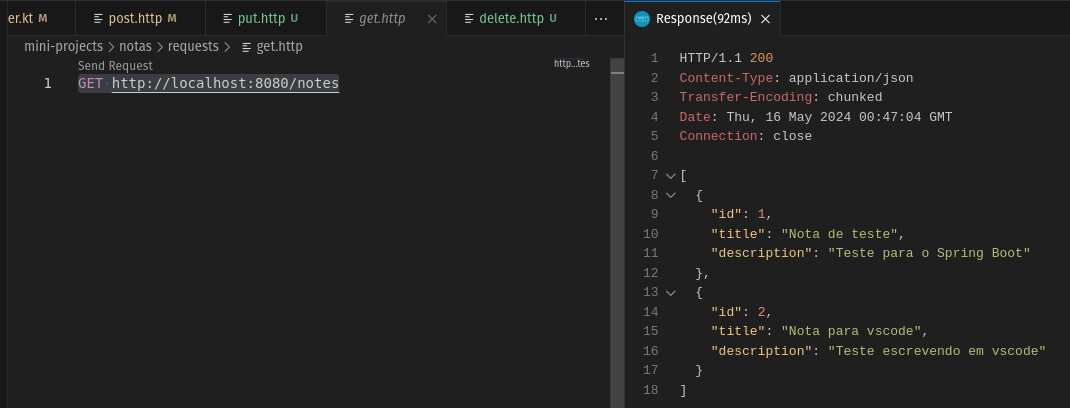 er.kt M post.http M put.http U get.http delete.http U ...
mini-projects > notas > requests > get.http
Send Request
1 GET http://localhost:8080/notes
http...tes
Response(92ms)
1 HTTP/1.1 200
2 Content-Type: application/json
3 Transfer-Encoding: chunked
4 Date: Thu, 16 May 2024 00:47:04 GMT
5 Connection: close
6
7 [
8 {
9 "id": 1,
10 "title": "Nota de teste",
11 "description": "Teste para o Spring Boot"
12 },
13 {
14 "id": 2,
15 "title": "Nota para vscode",
16 "description": "Teste escrevendo em vscode"
17 }
18 ]